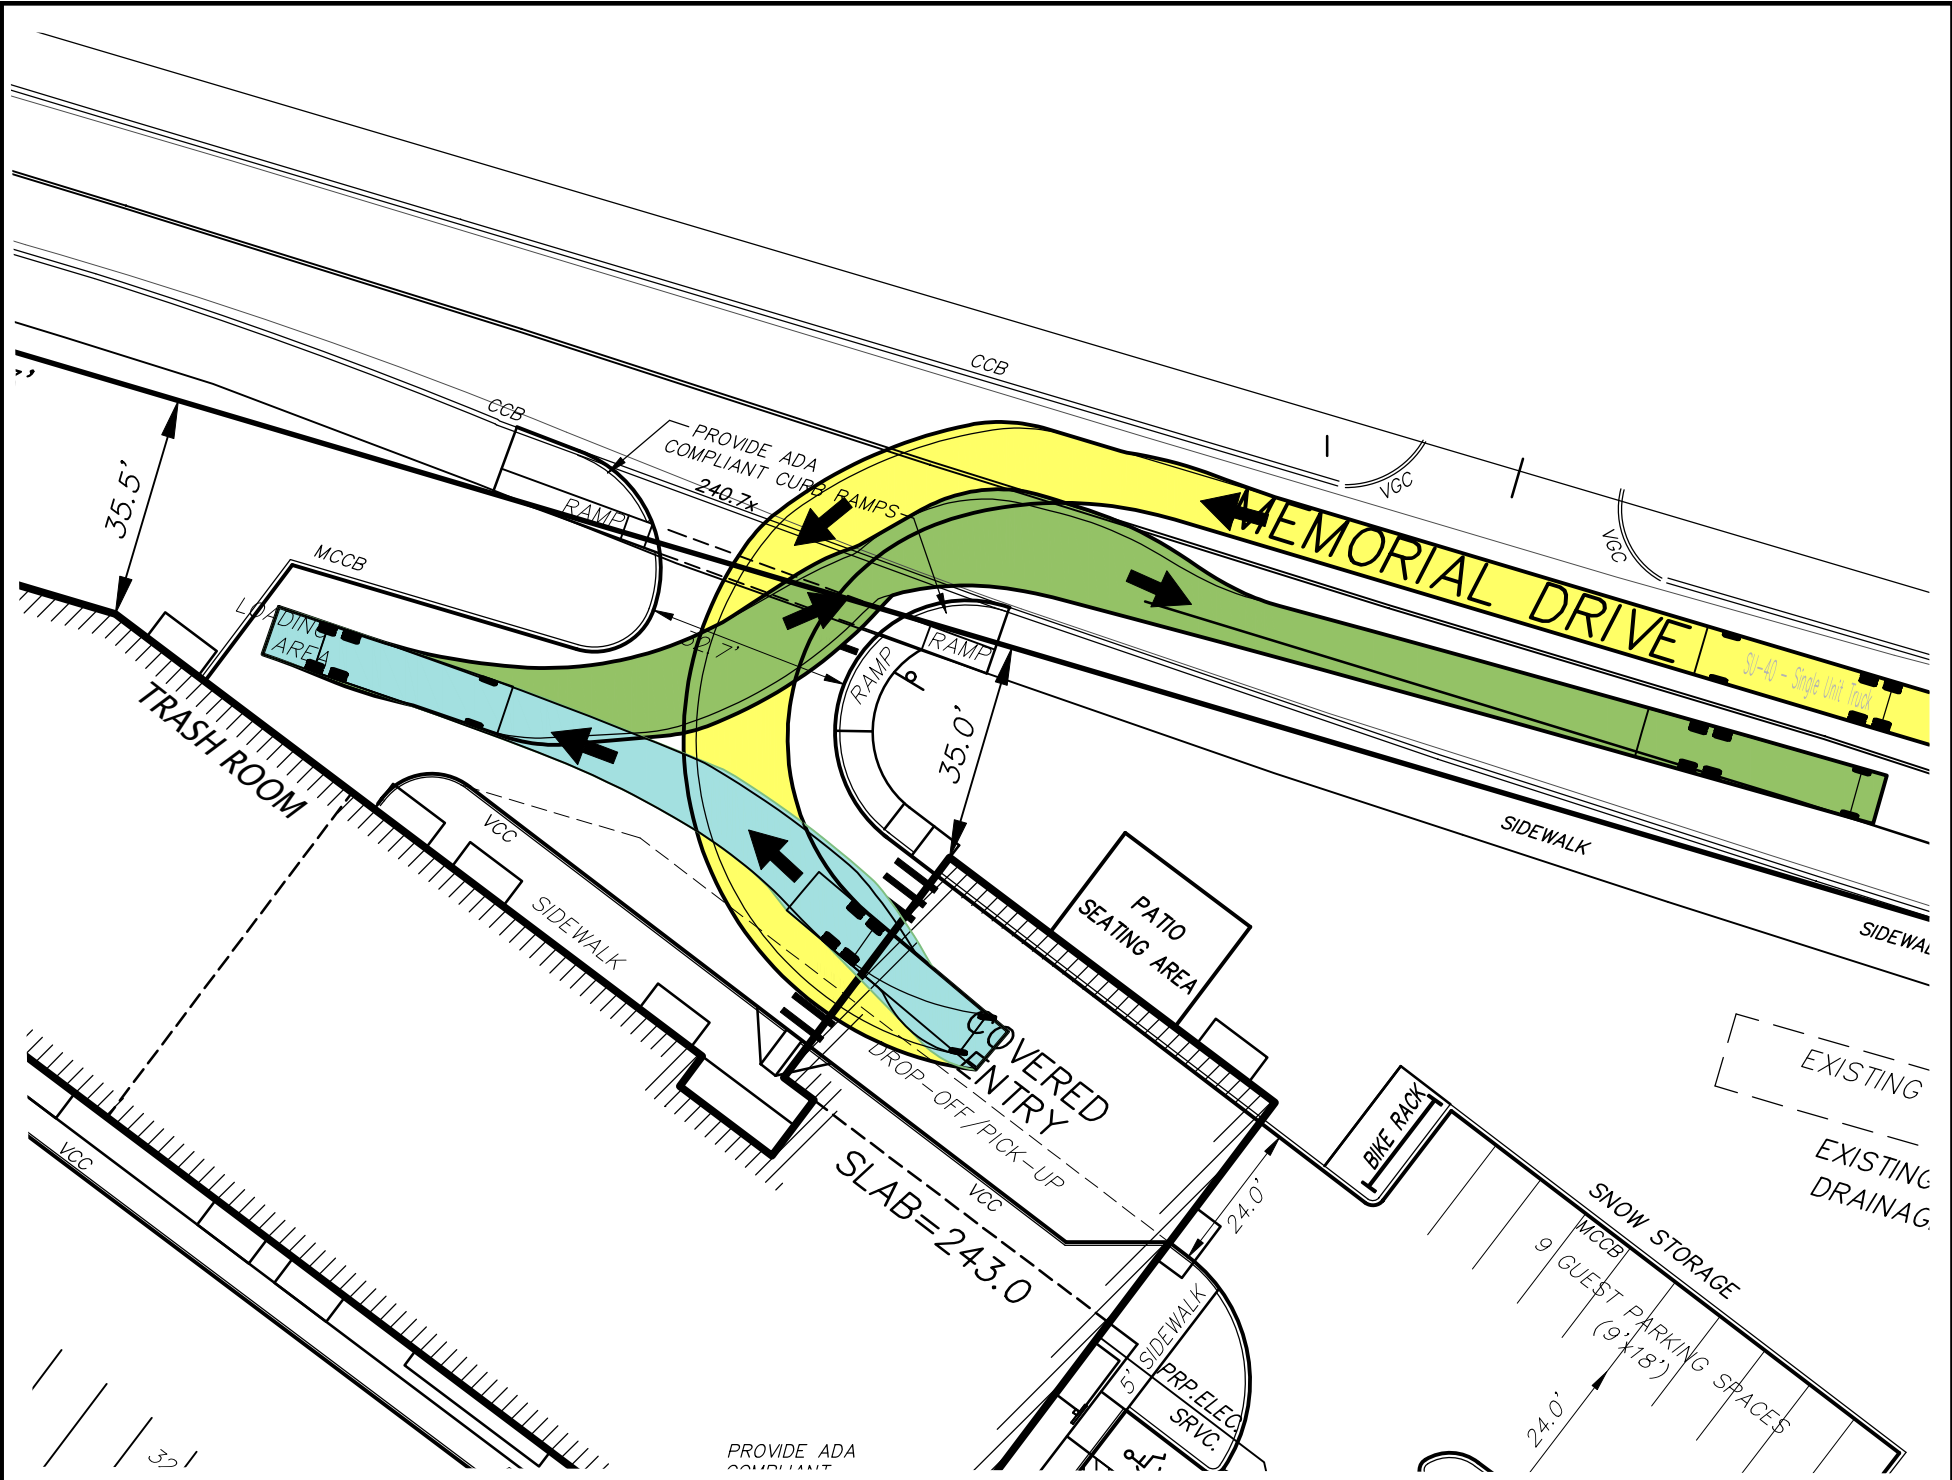 CCB
CCB
PROVIDE ADA
COMPLIANT CURB RAMPS
240.7x
VGC
VGC
35.5'
RAMP
MCCB
MEMORIAL DRIVE
SU-40 - Single Unit Truck
LOADING
AREA
RAMP
RAMP
35.0'
TRASH ROOM
SIDEWALK
VCC
SIDEWALK
PATIO
SEATING AREA
COVERED
ENTRY
DROP-OFF/PICK-UP
EXISTING
EXISTING
DRAINAG
BIKE RACK
VCC
SLAB=243.0
VCC
24.0'
SNOW STORAGE
MCCB
9 GUEST PARKING SPACES
(9'x18')
5' SIDEWALK
PRP.ELEC.
SRVC.
24.0'
PROVIDE ADA
COMPLIANT